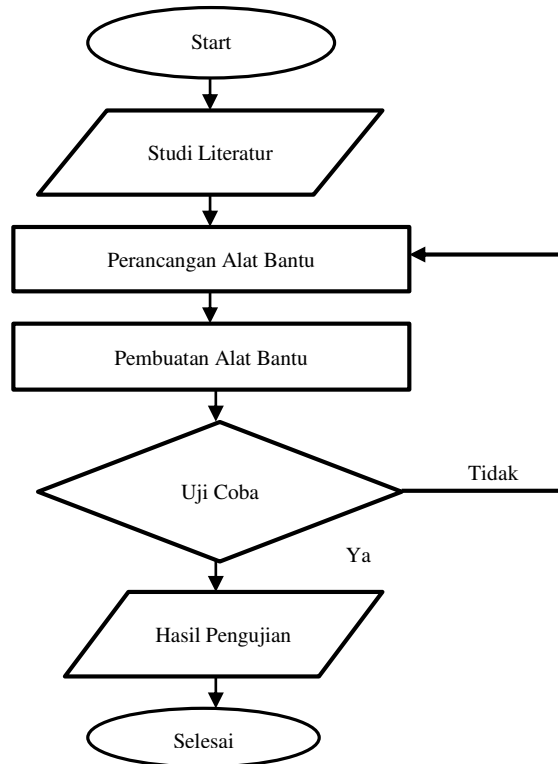 Start
Studi Literatur
Perancangan Alat Bantu
Pembuatan Alat Bantu
Uji Coba
Tidak
Ya
Hasil Pengujian
Selesai